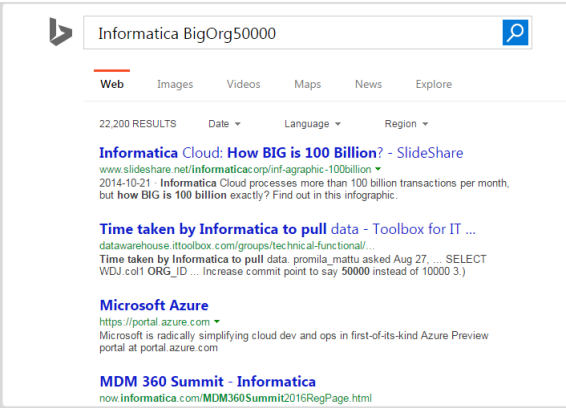 Informatica BigOrg50000
Web Images Videos Maps News Explore
22,200 RESULTS Date Language Region
Informatica Cloud: How BIG is 100 Billion? - SlideShare
www.slideshare.net/informaticacorp/inf-agraphic-100billion
2014-10-21 · Informatica Cloud processes more than 100 billion transactions per month,
but how BIG is 100 billion exactly? Find out in this infographic.
Time taken by Informatica to pull data - Toolbox for IT ...
datawarehouse.ittoolbox.com/groups/technical-functional/...
Time taken by Informatica to pull data. promila_mattu asked Aug 27, ... SELECT
WDJ.col1 ORG_ID ... Increase commit point to say 50000 instead of 10000 3.)
Microsoft Azure
https://portal.azure.com
Microsoft is radically simplifying cloud dev and ops in first-of-its-kind Azure Preview
portal at portal.azure.com
MDM 360 Summit - Informatica
now.informatica.com/MDM360Summit2016RegPage.html